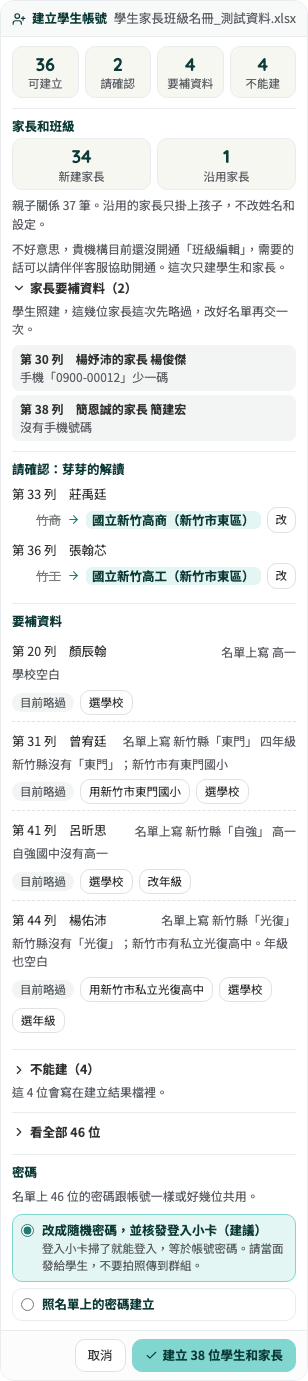 建立學生帳號 學生家長班級名冊_測試資料.xlsx
36 2 4 4
可建立 請確認 要補資料 不能建
家長和班級
34 1
新建家長 沿用家長
親子關係 37 筆。沿用的家長只掛上孩子，不改姓名和
設定。
不好意思，貴機構目前還沒開通「班級編輯」，需要的
話可以請伴伴客服協助開通。這次只建學生和家長。
家長要補資料（2）
學生照建，這幾位家長這次先略過，改好名單再交一
次。
第 30 列 楊妤沛的家長 楊俊傑
手機「0900-00012」少一碼
第 38 列 簡恩誠的家長 簡建宏
沒有手機號碼
請確認：芽芽的解讀
第 33 列 莊禹廷
竹商 → 國立新竹高商（新竹市東區） 改
第 36 列 張翰芯
竹工 → 國立新竹高工（新竹市東區） 改
要補資料
第 20 列 顏辰翰 名單上寫 高一
學校空白
目前略過 選學校
第 31 列 曾宥廷 名單上寫 新竹縣「東門」 四年級
新竹縣沒有「東門」；新竹市有東門國小
目前略過 用新竹市東門國小 選學校
第 41 列 呂昕思 名單上寫 新竹縣「自強」 高一
自強國中沒有高一
目前略過 選學校 改年級
第 44 列 楊佑沛 名單上寫 新竹縣「光復」
新竹縣沒有「光復」；新竹市有私立光復高中。年級
也空白
目前略過 用新竹市私立光復高中 選學校
選年級
不能建（4）
這 4 位會寫在建立結果檔裡。
看全部 46 位
密碼
名單上 46 位的密碼跟帳號一樣或好幾位共用。
改成隨機密碼，並核發登入小卡（建議）
登入小卡掃了就能登入，等於帳號密碼。請當面
發給學生，不要拍照傳到群組。
照名單上的密碼建立
取消 建立 38 位學生和家長